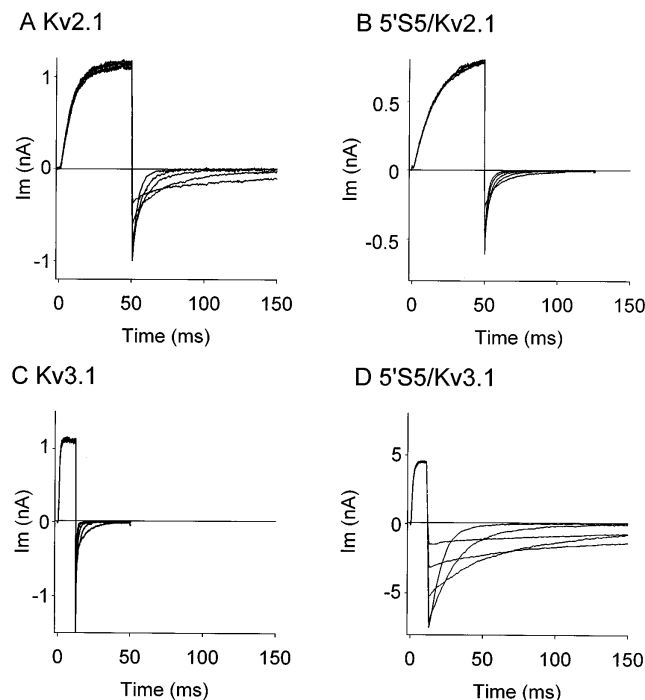 A Kv2.1
B 5'S5/Kv2.1
Im (nA)
1
0
-1
0 50 100 150
Time (ms)
Im (nA)
0.5
0
-0.5
0 50 100 150
Time (ms)
C Kv3.1
D 5'S5/Kv3.1
Im (nA)
1
0
-1
0 50 100 150
Time (ms)
Im (nA)
5
0
-5
0 50 100 150
Time (ms)